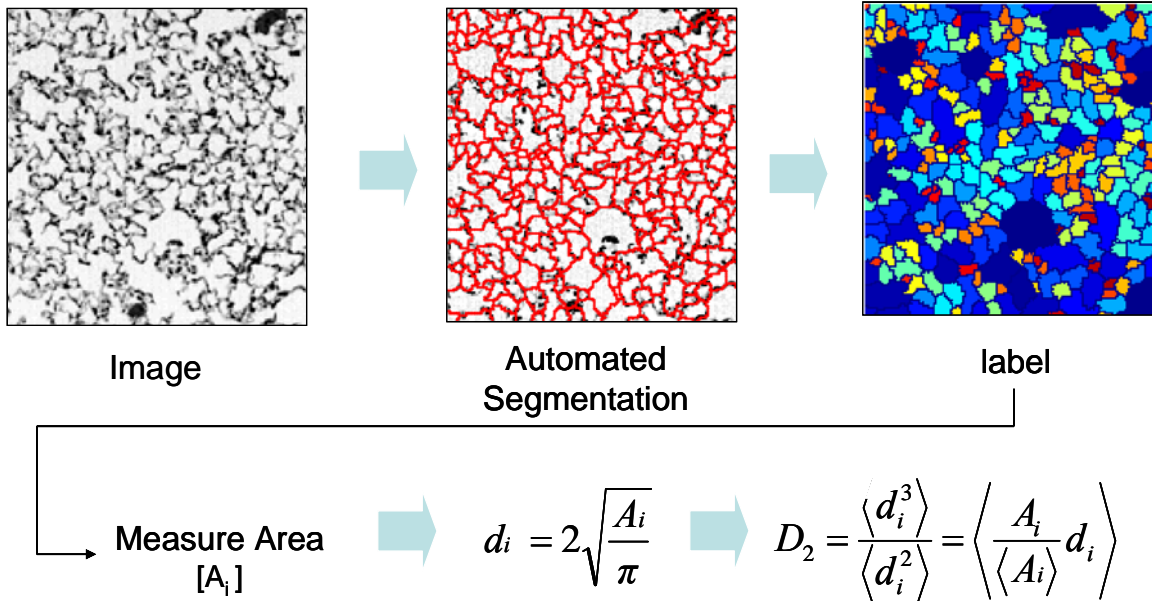 Image
Automated
Segmentation
label
Measure Area
[Aᵢ]
dᵢ = 2√(Aᵢ/π)
D₂ = ⟨dᵢ³⟩/⟨dᵢ²⟩ = ⟨(Aᵢ/⟨Aᵢ⟩) dᵢ⟩